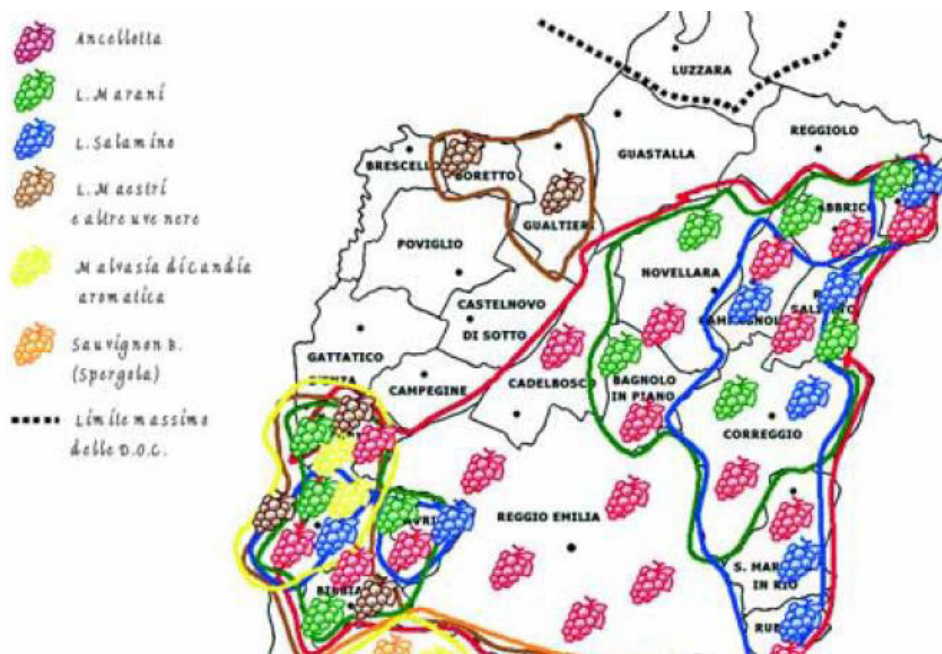 Ancellotta
L. Marani
L. Salamino
L. Maestri
e altre uve nere
Malvasia di Candia
aromatica
Sauvignon B.
(Spergola)
Limite massimo
delle D.O.C.
LUZZARA
REGGIOLO
GUASTALLA
BRESCELLO
BORETTO
GUALTIERI
POVIGLIO
NOVELLARA
CASTELNOVO
DI SOTTO
GATTATICO
CAMPEGINE
CADELBOSCO
BAGNOLO
IN PIANO
CORREGGIO
REGGIO EMILIA
S. MAR
IN RIO